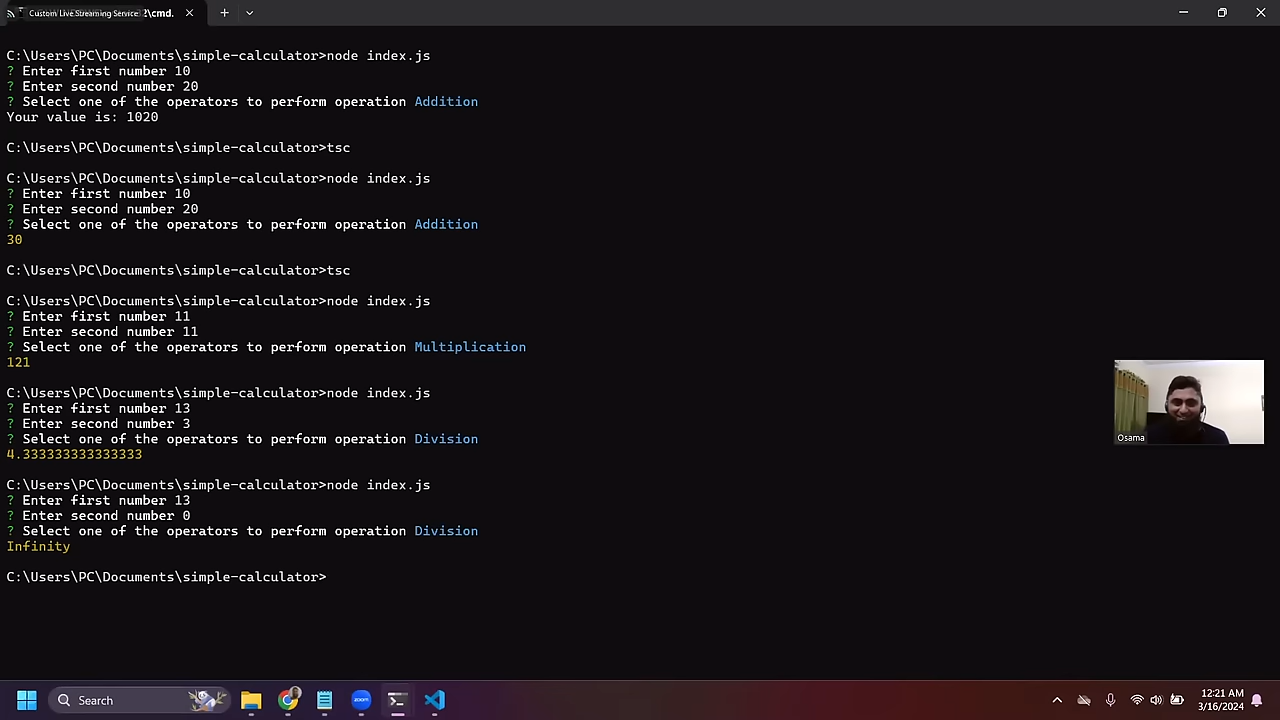 Custom Live Streaming Service 2\cmd.
C:\Users\PC\Documents\simple-calculator>node index.js
? Enter first number 10
? Enter second number 20
? Select one of the operators to perform operation Addition
Your value is: 1020
C:\Users\PC\Documents\simple-calculator>tsc
C:\Users\PC\Documents\simple-calculator>node index.js
? Enter first number 10
? Enter second number 20
? Select one of the operators to perform operation Addition
30
C:\Users\PC\Documents\simple-calculator>tsc
C:\Users\PC\Documents\simple-calculator>node index.js
? Enter first number 11
? Enter second number 11
? Select one of the operators to perform operation Multiplication
121
C:\Users\PC\Documents\simple-calculator>node index.js
? Enter first number 13
? Enter second number 3
? Select one of the operators to perform operation Division
4.333333333333333
C:\Users\PC\Documents\simple-calculator>node index.js
? Enter first number 13
? Enter second number 0
? Select one of the operators to perform operation Division
Infinity
C:\Users\PC\Documents\simple-calculator>
Osama
Search
zoom
12:21 AM
3/16/2024